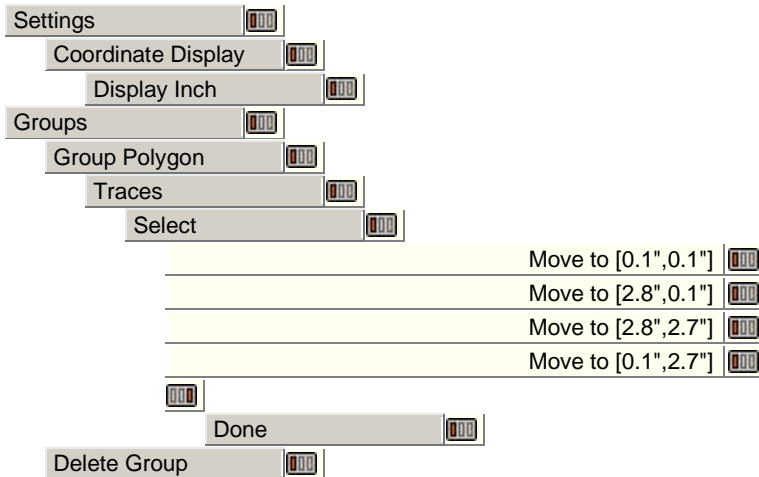 Settings
Coordinate Display
Display Inch
Groups
Group Polygon
Traces
Select
Move to [0.1",0.1"]
Move to [2.8",0.1"]
Move to [2.8",2.7"]
Move to [0.1",2.7"]
Done
Delete Group